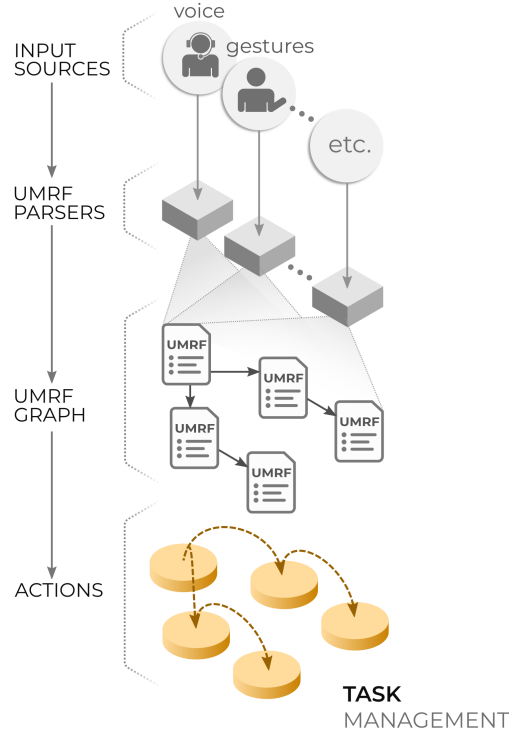 voice
gestures
INPUT
SOURCES
etc.
UMRF
PARSERS
UMRF
UMRF
UMRF
GRAPH
UMRF
UMRF
UMRF
ACTIONS
TASK
MANAGEMENT